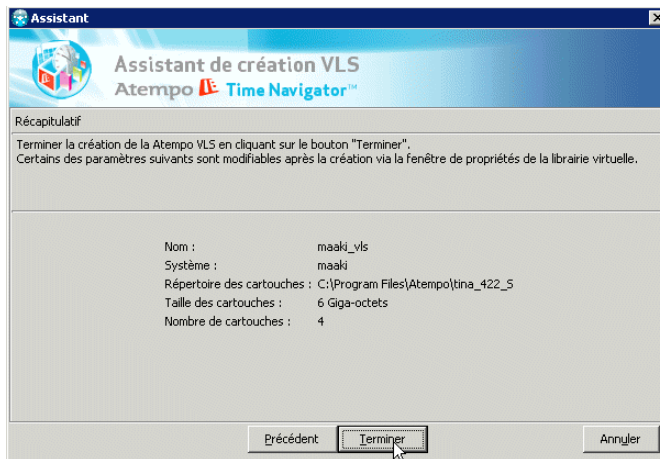 Assistant
Assistant de création VLS
Atempo Time Navigator™
Récapitulatif
Terminer la création de la Atempo VLS en cliquant sur le bouton "Terminer".
Certains des paramètres suivants sont modifiables après la création via la fenêtre de propriétés de la librairie virtuelle.
Nom : maaki_vls
Système : maaki
Répertoire des cartouches : C:\Program Files\Atempo\tina_422_S
Taille des cartouches : 6 Giga-octets
Nombre de cartouches : 4
Précédent Terminer Annuler